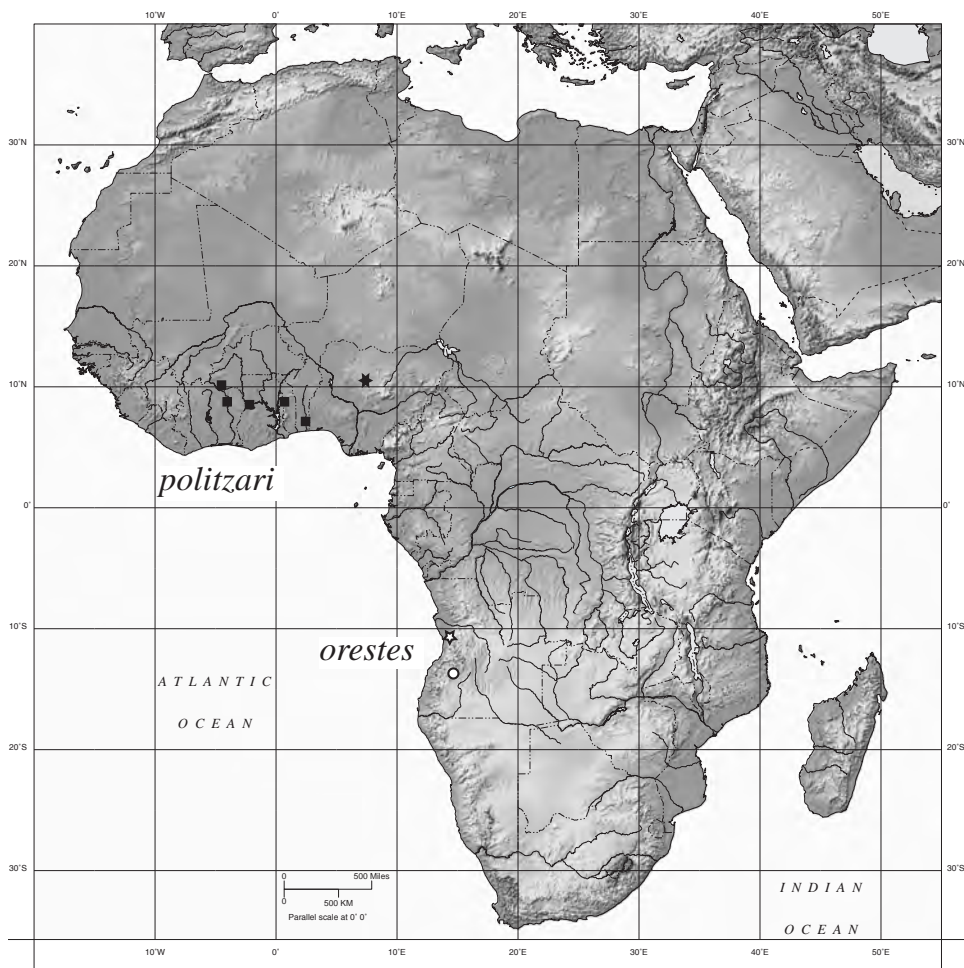 10˚W 0˚ 10˚E 20˚E 30˚E 40˚E 50˚E
30˚N 30˚N
20˚N 20˚N
10˚N 10˚N
politzari
0˚ 0˚
10˚S 10˚S
orestes
ATLANTIC
OCEAN
20˚S 20˚S
30˚S 30˚S
0 500 Miles
0 500 KM
Parallel scale at 0˚ 0˚
INDIAN
OCEAN
10˚W 0˚ 10˚E 20˚E 30˚E 40˚E 50˚E